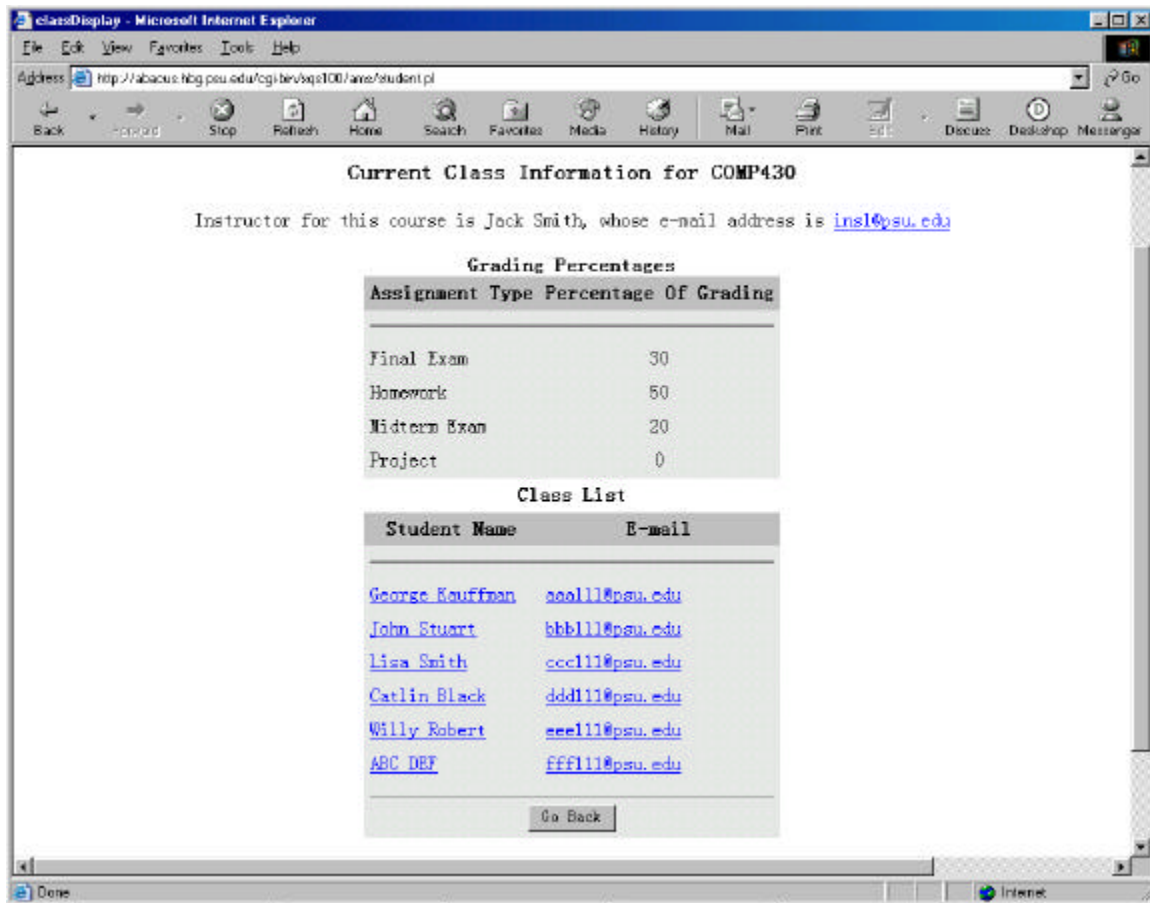 classDisplay - Microsoft Internet Explorer
File Edit View Favorites Tools Help
Address http://abacus.hbg.psu.edu/cgi-bin/sqs100/ams/student.pl Go
Back Forward Stop Refresh Home Search Favorites Media History Mail Print Edit Discuss Deskshop Messenger
Current Class Information for COMP430
Instructor for this course is Jack Smith, whose e-mail address is ins1@psu.edu
Grading Percentages
Assignment Type Percentage Of Grading
Final Exam 30
Homework 50
Midterm Exam 20
Project 0
Class List
Student Name E-mail
George Kauffman aaa111@psu.edu
John Stuart bbb111@psu.edu
Lisa Smith ccc111@psu.edu
Catlin Black ddd111@psu.edu
Willy Robert eee111@psu.edu
ABC DEF fff111@psu.edu
Go Back
Done Internet